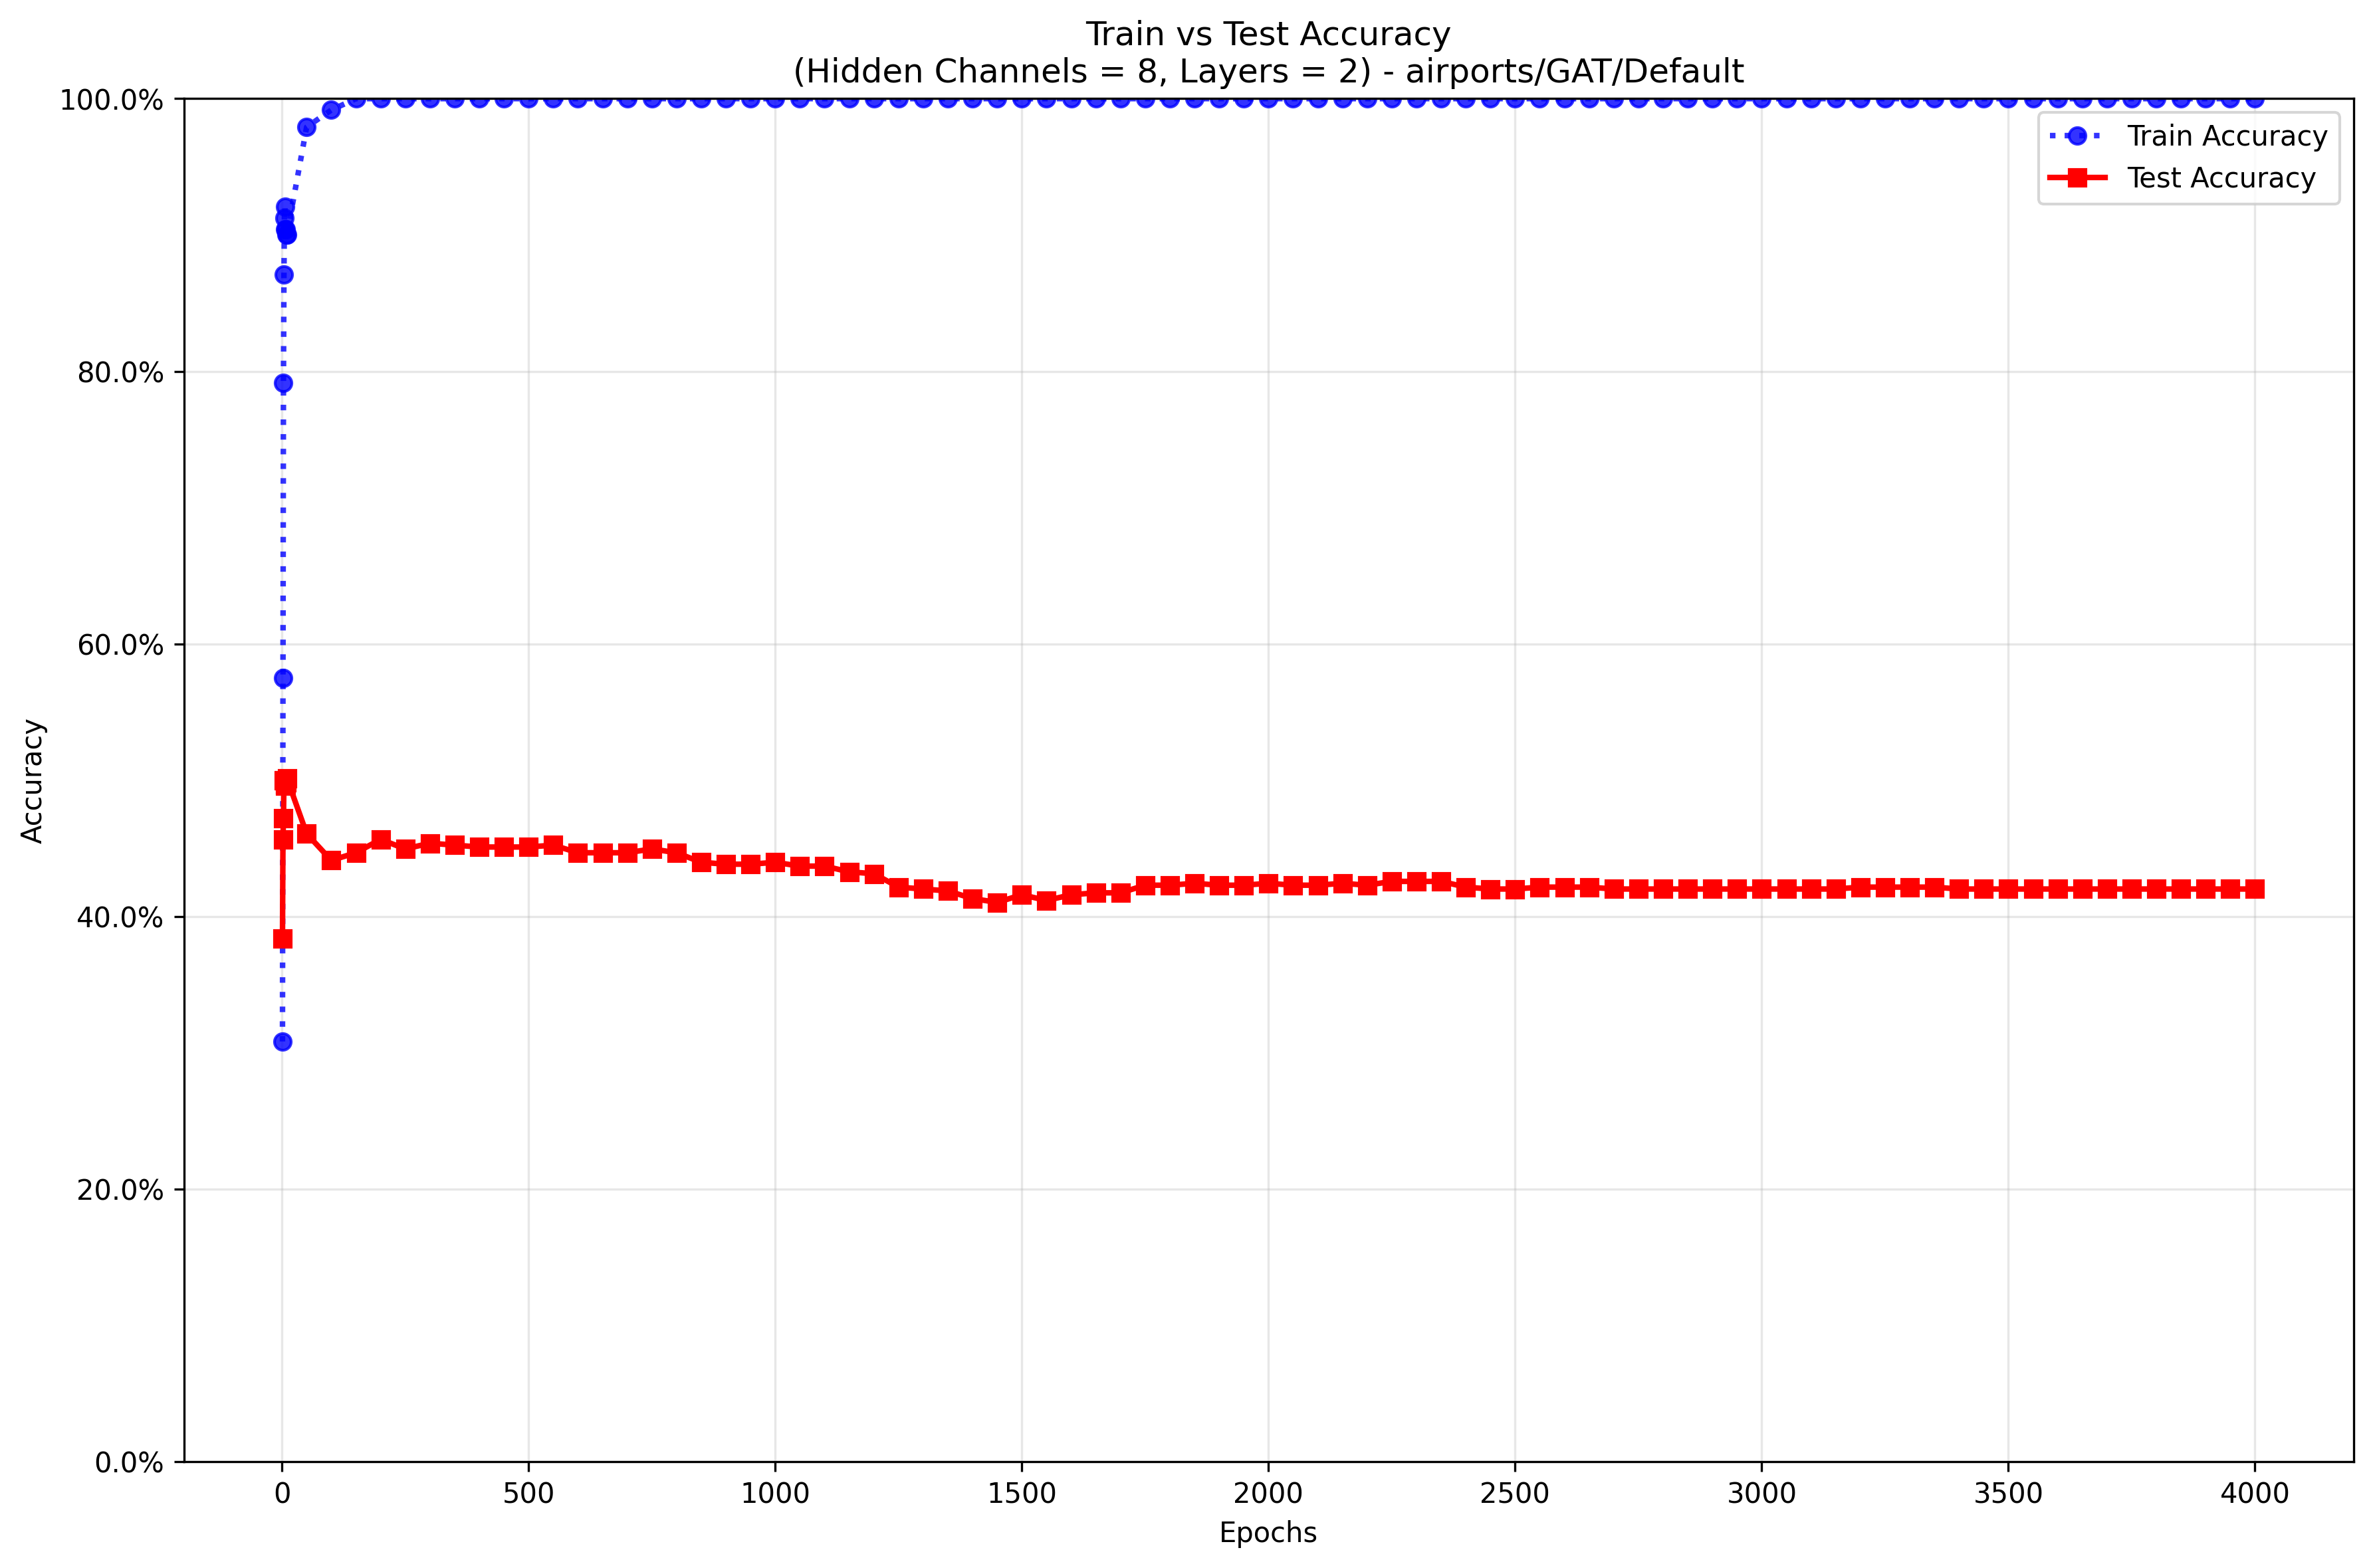 Train vs Test Accuracy
(Hidden Channels = 8, Layers = 2) - airports/GAT/Default
100.0%
80.0%
60.0%
40.0%
20.0%
0.0%
Accuracy
Train Accuracy
Test Accuracy
0 500 1000 1500 2000 2500 3000 3500 4000
Epochs